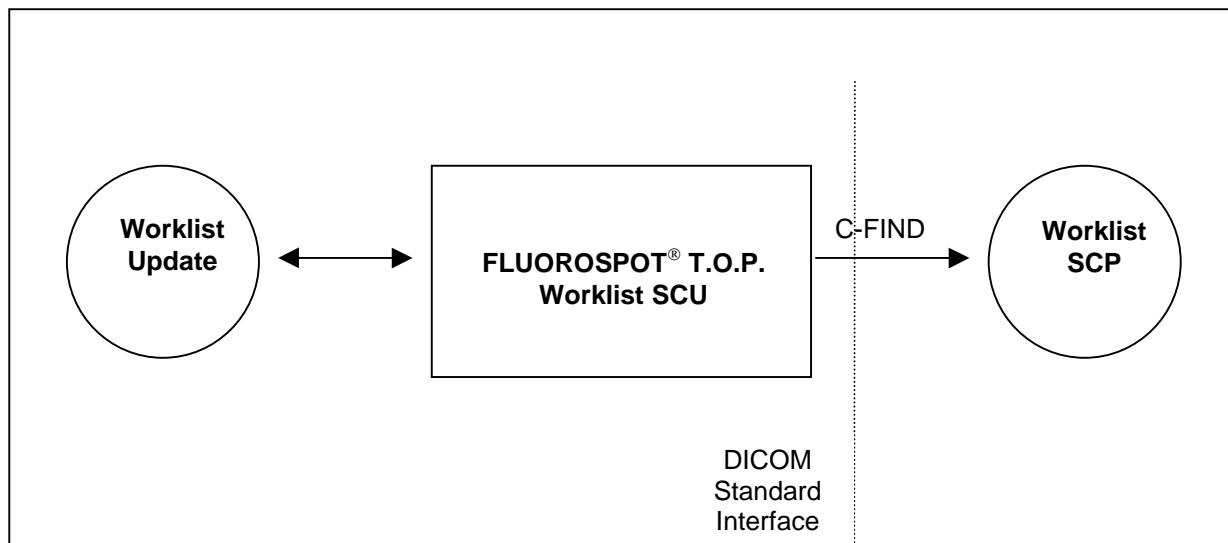 Worklist
Update
FLUOROSPOT® T.O.P.
Worklist SCU
C-FIND
Worklist
SCP
DICOM
Standard
Interface